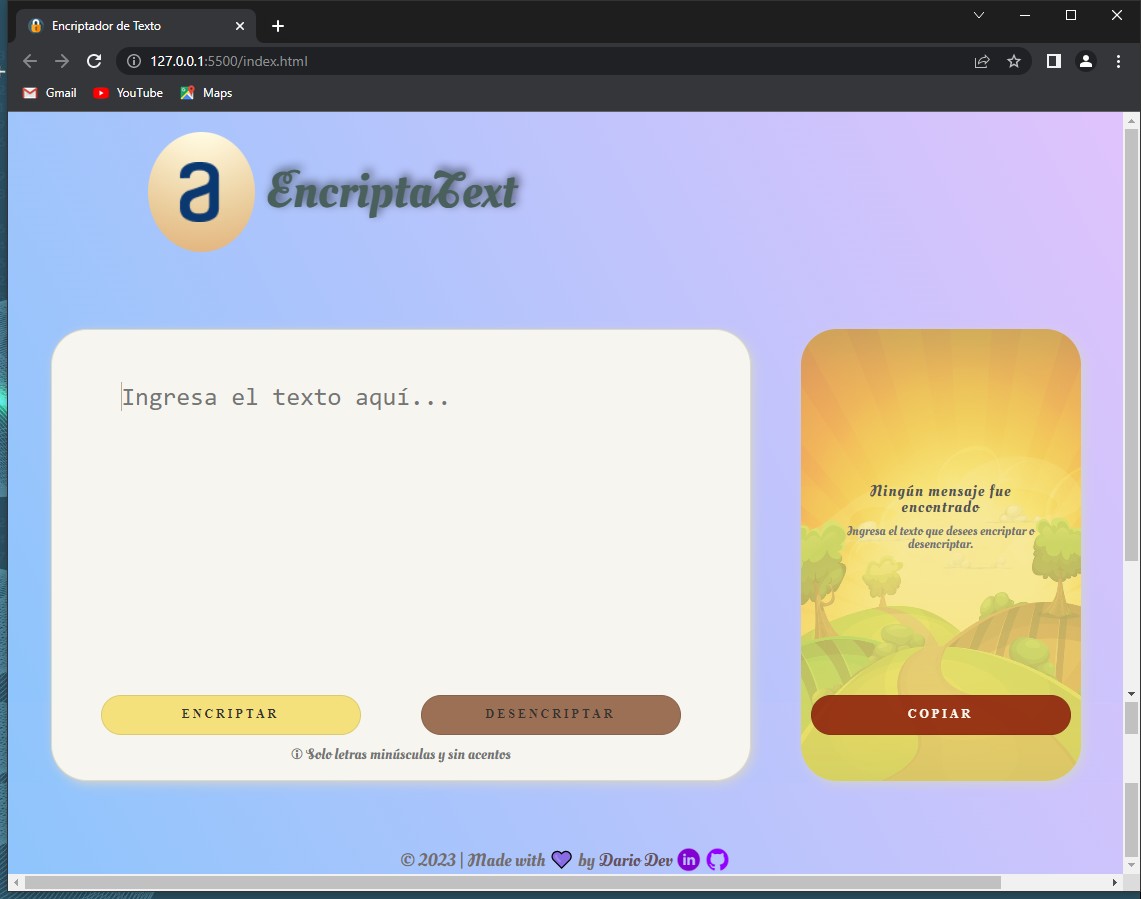 Encriptador de Texto
127.0.0.1:5500/index.html
Gmail YouTube Maps
a EncriptaText
Ingresa el texto aquí...
Ningún mensaje fue
encontrado
Ingresa el texto que desees encriptar o
desencriptar.
ENCRIPTAR DESENCRIPTAR COPIAR
Solo letras minúsculas y sin acentos
© 2023 | Made with 💜 by Dario Dev in